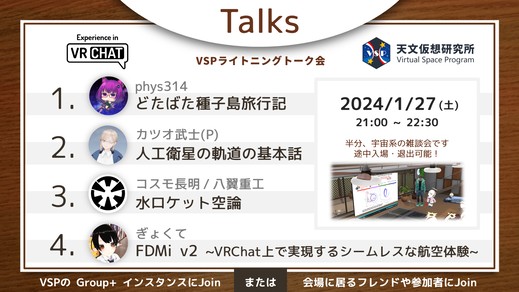 Talks
Experience in
VRCHAT
VSPライトニングトーク会
VSP
天文仮想研究所
Virtual Space Program
1.
phys314
どたばた種子島旅行記
2.
カツオ武士(P)
人工衛星の軌道の基本話
3.
コスモ長明 / 八翼重工
水ロケット空論
4.
ぎょくて
FDMi v2 ~VRChat上で実現するシームレスな航空体験~
2024/1/27(土)
21:00 ~ 22:30
半分、宇宙系の雑談会です
途中入場・退出可能!
VSPの Group+ インスタンスにJoin
または
会場に居るフレンドや参加者にJoin